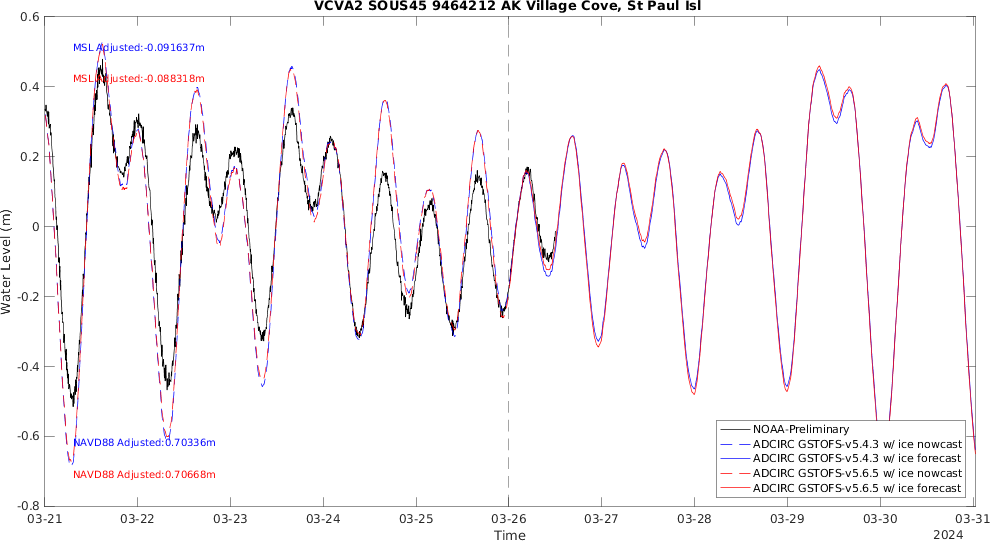 VCVA2 SOUS45 9464212 AK Village Cove, St Paul Isl
0.6
MSL Adjusted:-0.091637m
MSL Adjusted:-0.088318m
0.4
0.2
0
-0.2
-0.4
-0.6
-0.8
Water Level (m)
NAVD88 Adjusted:0.70336m
NAVD88 Adjusted:0.70668m
NOAA-Preliminary
ADCIRC GSTOFS-v5.4.3 w/ ice nowcast
ADCIRC GSTOFS-v5.4.3 w/ ice forecast
ADCIRC GSTOFS-v5.6.5 w/ ice nowcast
ADCIRC GSTOFS-v5.6.5 w/ ice forecast
03-21 03-22 03-23 03-24 03-25 03-26 03-27 03-28 03-29 03-30 03-31
Time
2024